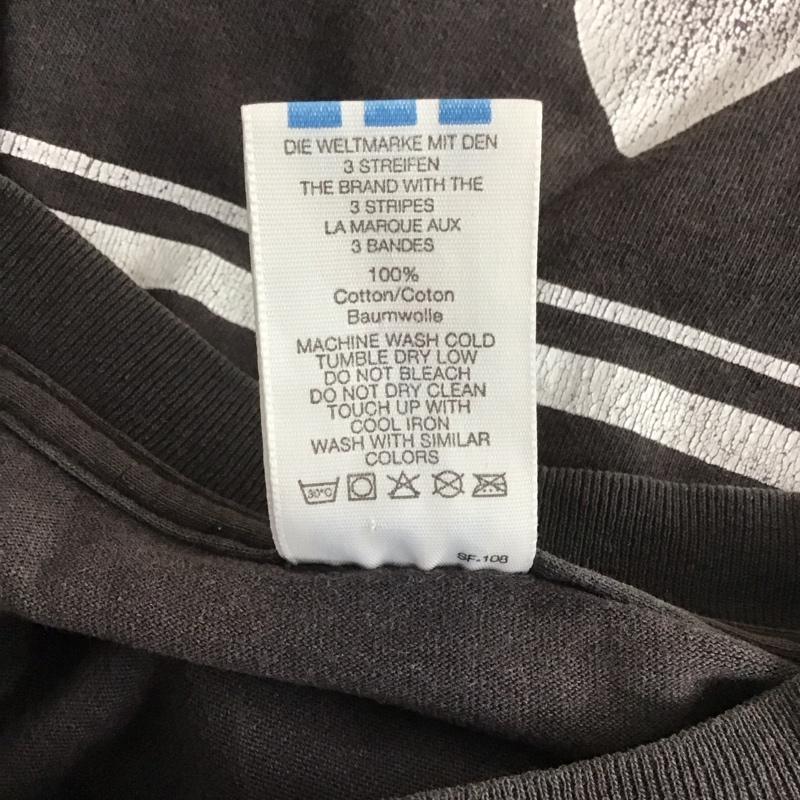 DIE WELTMARKE MIT DEN
3 STREIFEN
THE BRAND WITH THE
3 STRIPES
LA MARQUE AUX
3 BANDES
100%
Cotton/Coton
Baumwolle
MACHINE WASH COLD
TUMBLE DRY LOW
DO NOT BLEACH
DO NOT DRY CLEAN
TOUCH UP WITH
COOL IRON
WASH WITH SIMILAR
COLORS
30°C
SF-108